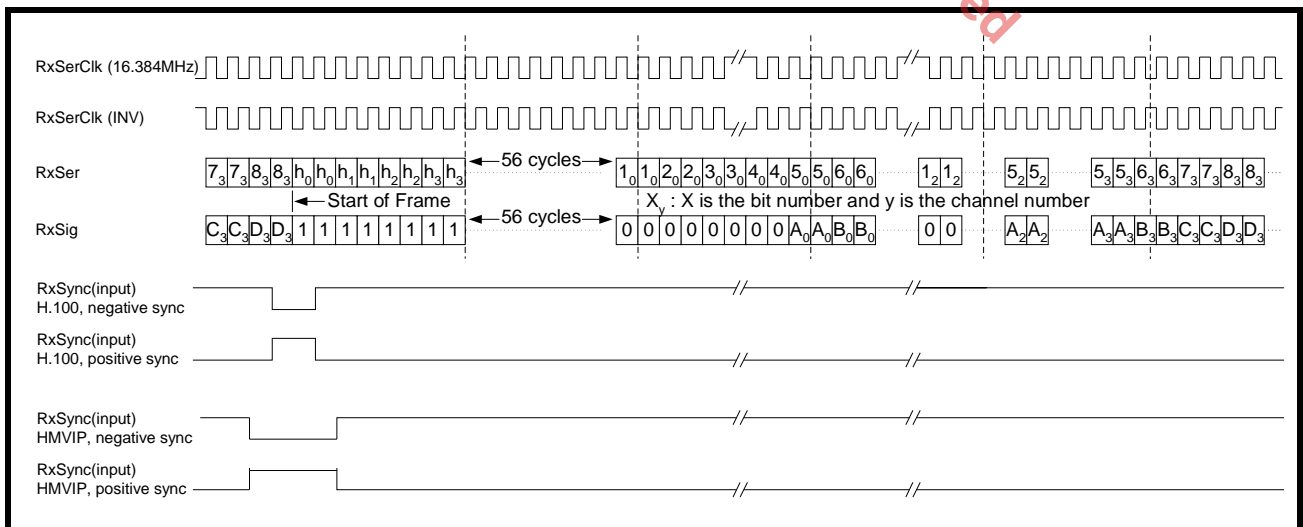 ed
RxSerClk (16.384MHz)
RxSerClk (INV)
RxSer 7₃ 7₃ 8₃ 8₃ h₀ h₀ h₁ h₁ h₂ h₂ h₃ h₃ 56 cycles 1₀ 1₀ 2₀ 2₀ 3₀ 3₀ 4₀ 4₀ 5₀ 5₀ 6₀ 6₀ 1₂ 1₂ 5₂ 5₂ 5₃ 5₃ 6₃ 6₃ 7₃ 7₃ 8₃ 8₃
Start of Frame Xy : X is the bit number and y is the channel number
RxSig C₃ C₃ D₃ D₃ 1 1 1 1 1 1 1 1 56 cycles 0 0 0 0 0 0 0 0 A₀ A₀ B₀ B₀ 0 0 A₂ A₂ A₃ A₃ B₃ B₃ C₃ C₃ D₃ D₃
RxSync(input)
H.100, negative sync
RxSync(input)
H.100, positive sync
RxSync(input)
HMVIP, negative sync
RxSync(input)
HMVIP, positive sync